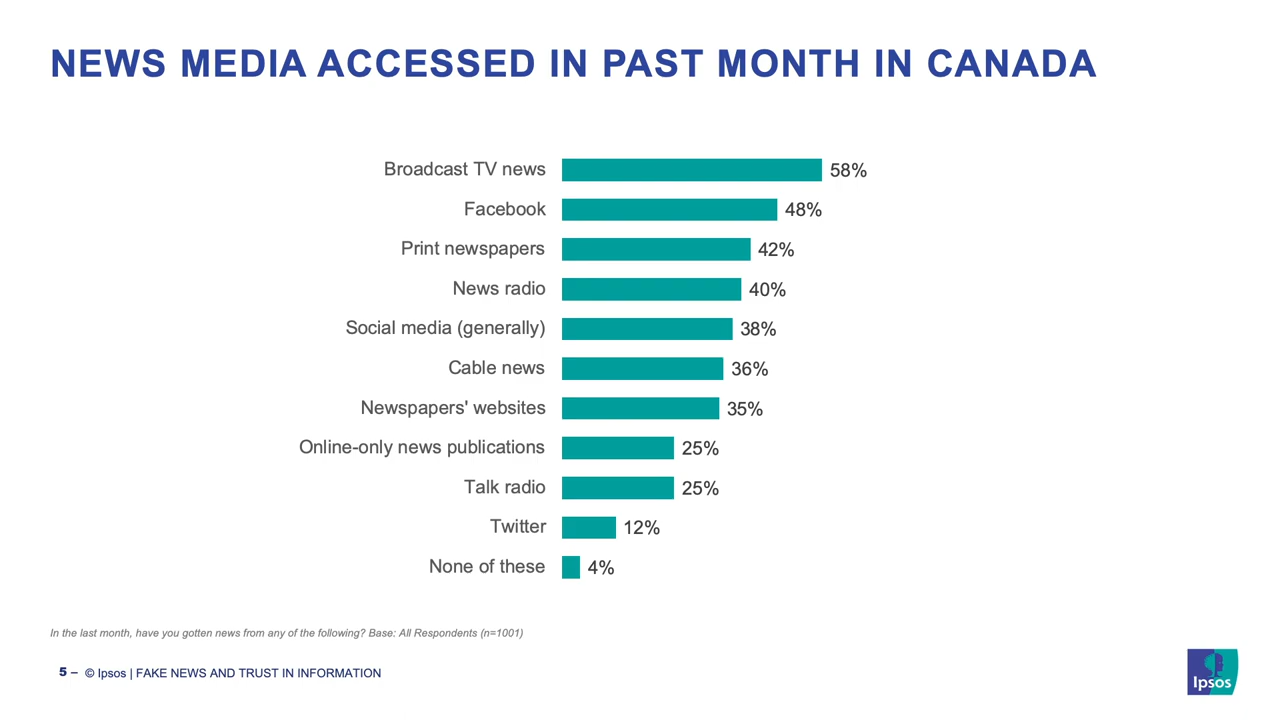 NEWS MEDIA ACCESSED IN PAST MONTH IN CANADA
Broadcast TV news 58%
Facebook 48%
Print newspapers 42%
News radio 40%
Social media (generally) 38%
Cable news 36%
Newspapers' websites 35%
Online-only news publications 25%
Talk radio 25%
Twitter 12%
None of these 4%
In the last month, have you gotten news from any of the following? Base: All Respondents (n=1001)
5 – © Ipsos | FAKE NEWS AND TRUST IN INFORMATION
Ipsos